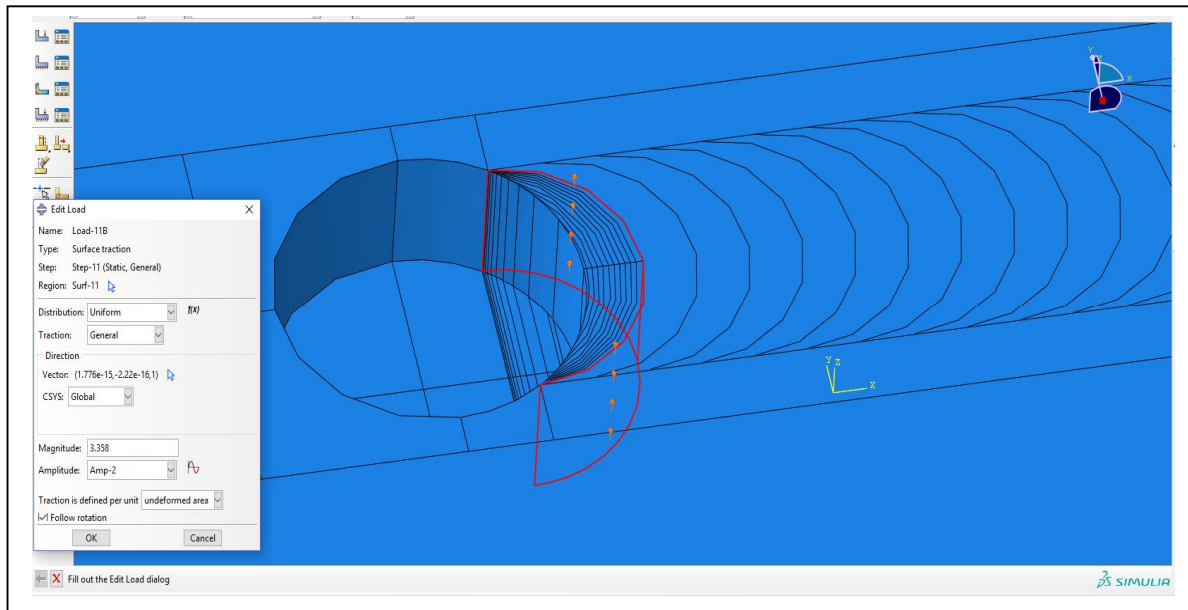 Edit Load
Name: Load-11B
Type: Surface traction
Step: Step-11 (Static, General)
Region: Surf-11
Distribution: Uniform f(x)
Traction: General
Direction
Vector: (1.776e-15,-2.22e-16,1)
CSYS: Global
Magnitude: 3.358
Amplitude: Amp-2
Traction is defined per unit undeformed area
Follow rotation
OK Cancel
Y
X
Y Z
X
Fill out the Edit Load dialog
SIMULIA